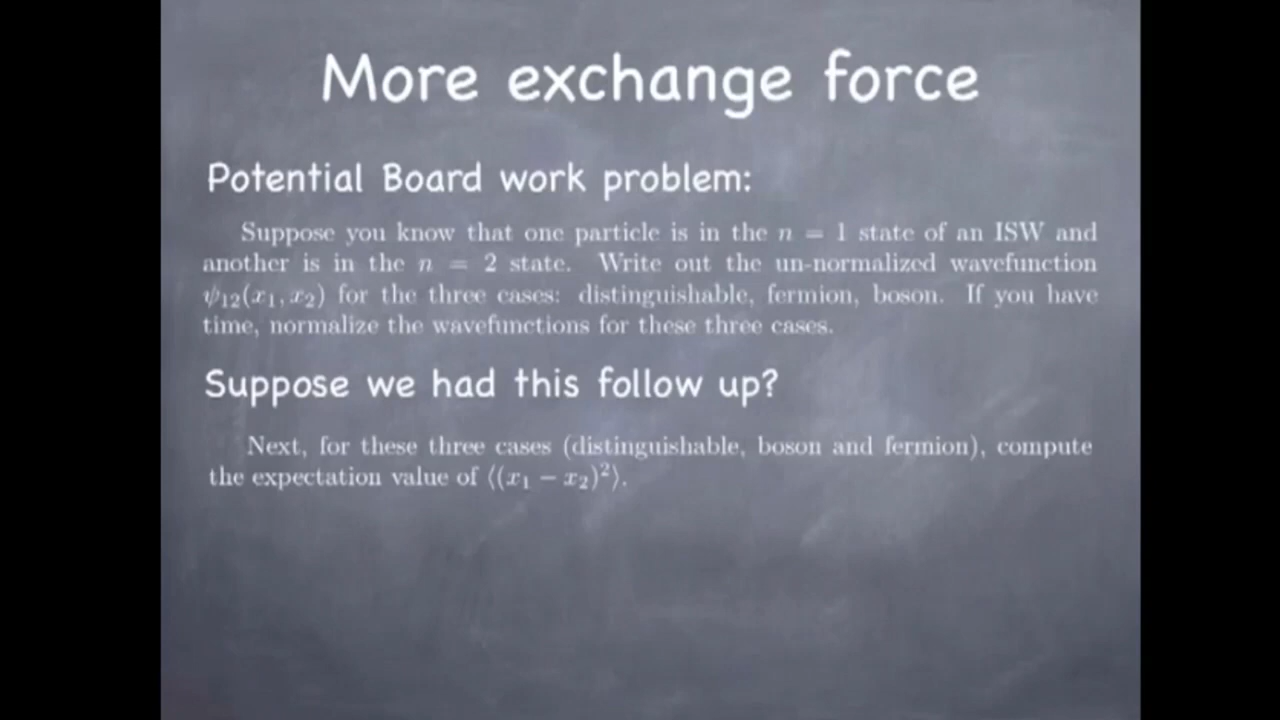 More exchange force
Potential Board work problem:
Suppose you know that one particle is in the n = 1 state of an ISW and
another is in the n = 2 state. Write out the un-normalized wavefunction
ψ₁₂(x₁, x₂) for the three cases: distinguishable, fermion, boson. If you have
time, normalize the wavefunctions for these three cases.
Suppose we had this follow up?
Next, for these three cases (distinguishable, boson and fermion), compute
the expectation value of ⟨(x₁ − x₂)²⟩.